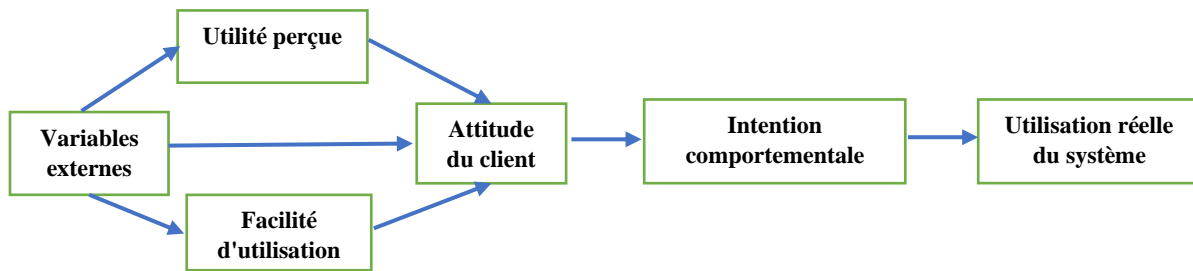 Utilité perçue
Variables
externes
Attitude
du client
Intention
comportementale
Utilisation réelle
du système
Facilité
d'utilisation